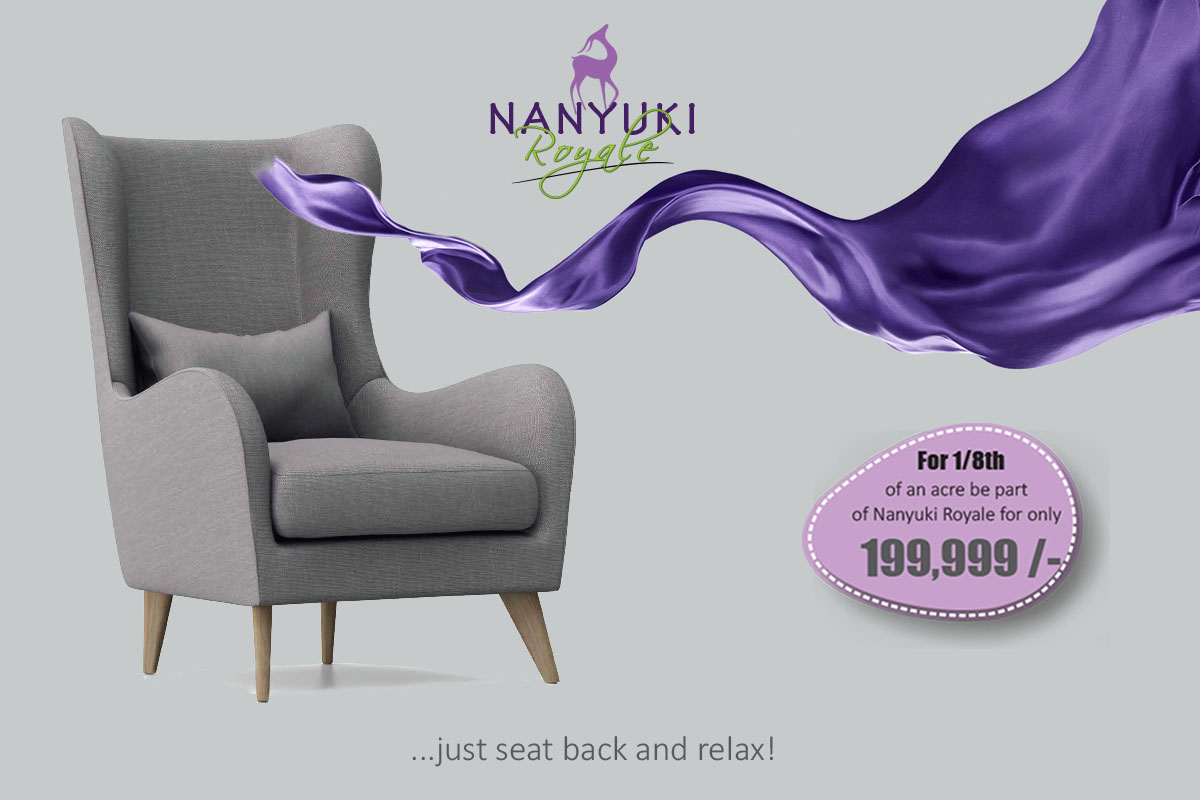 NANYUKI
Royale
For 1/8th
of an acre be part
of Nanyuki Royale for only
199,999 /-
...just seat back and relax!